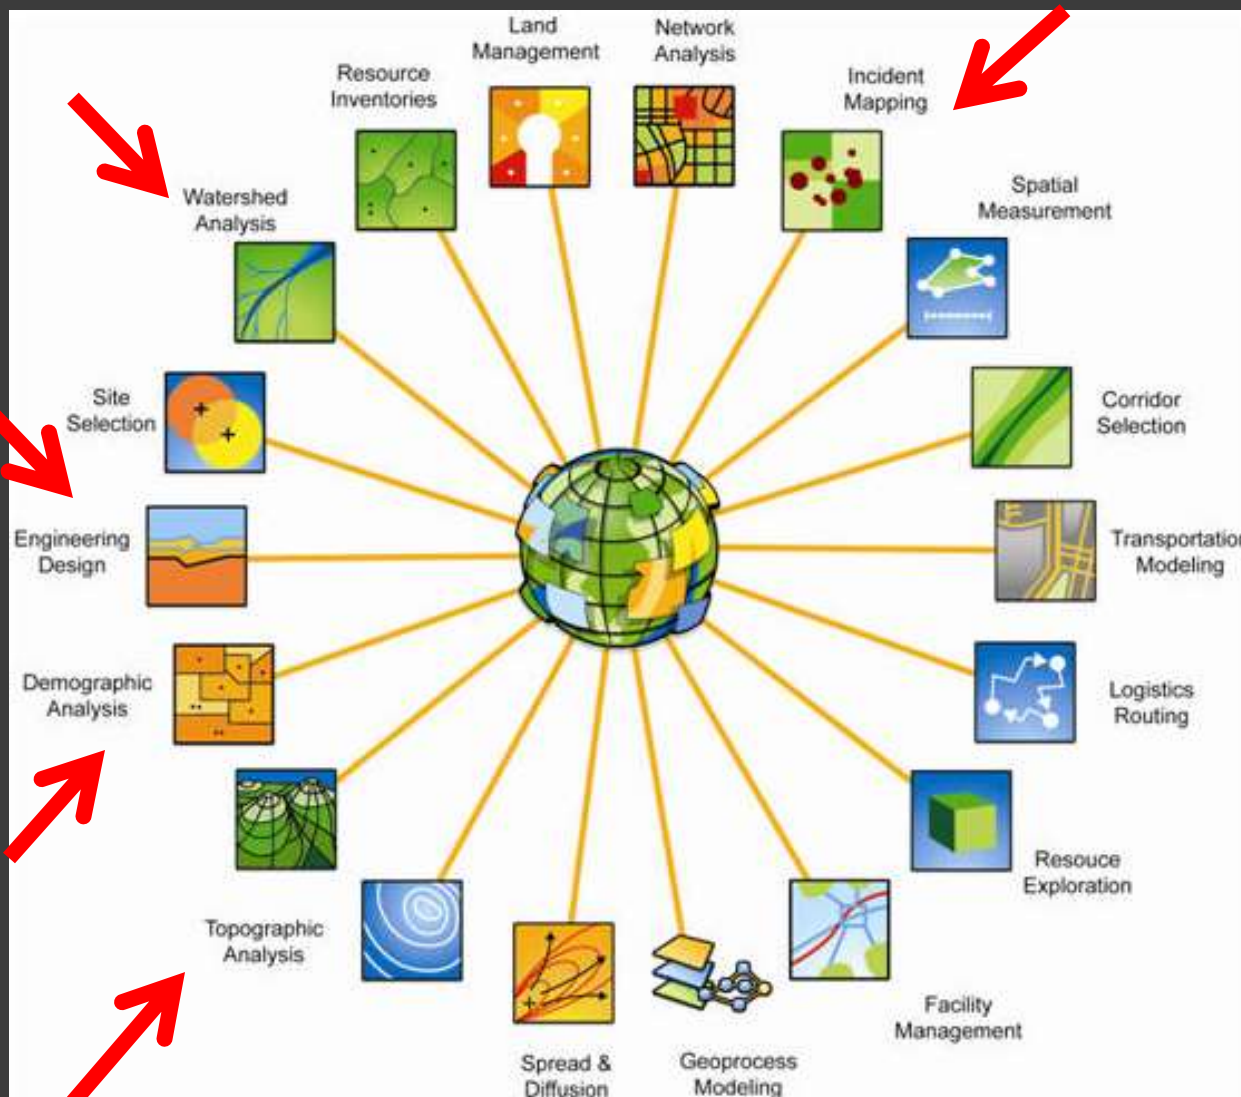 Land
Management
Network
Analysis
Resource
Inventories
Incident
Mapping
Watershed
Analysis
Spatial
Measurement
Site
Selection
Corridor
Selection
Engineering
Design
Transportation
Modeling
Demographic
Analysis
Logistics
Routing
Resouce
Exploration
Topographic
Analysis
Facility
Management
Spread &
Diffusion
Geoprocess
Modeling